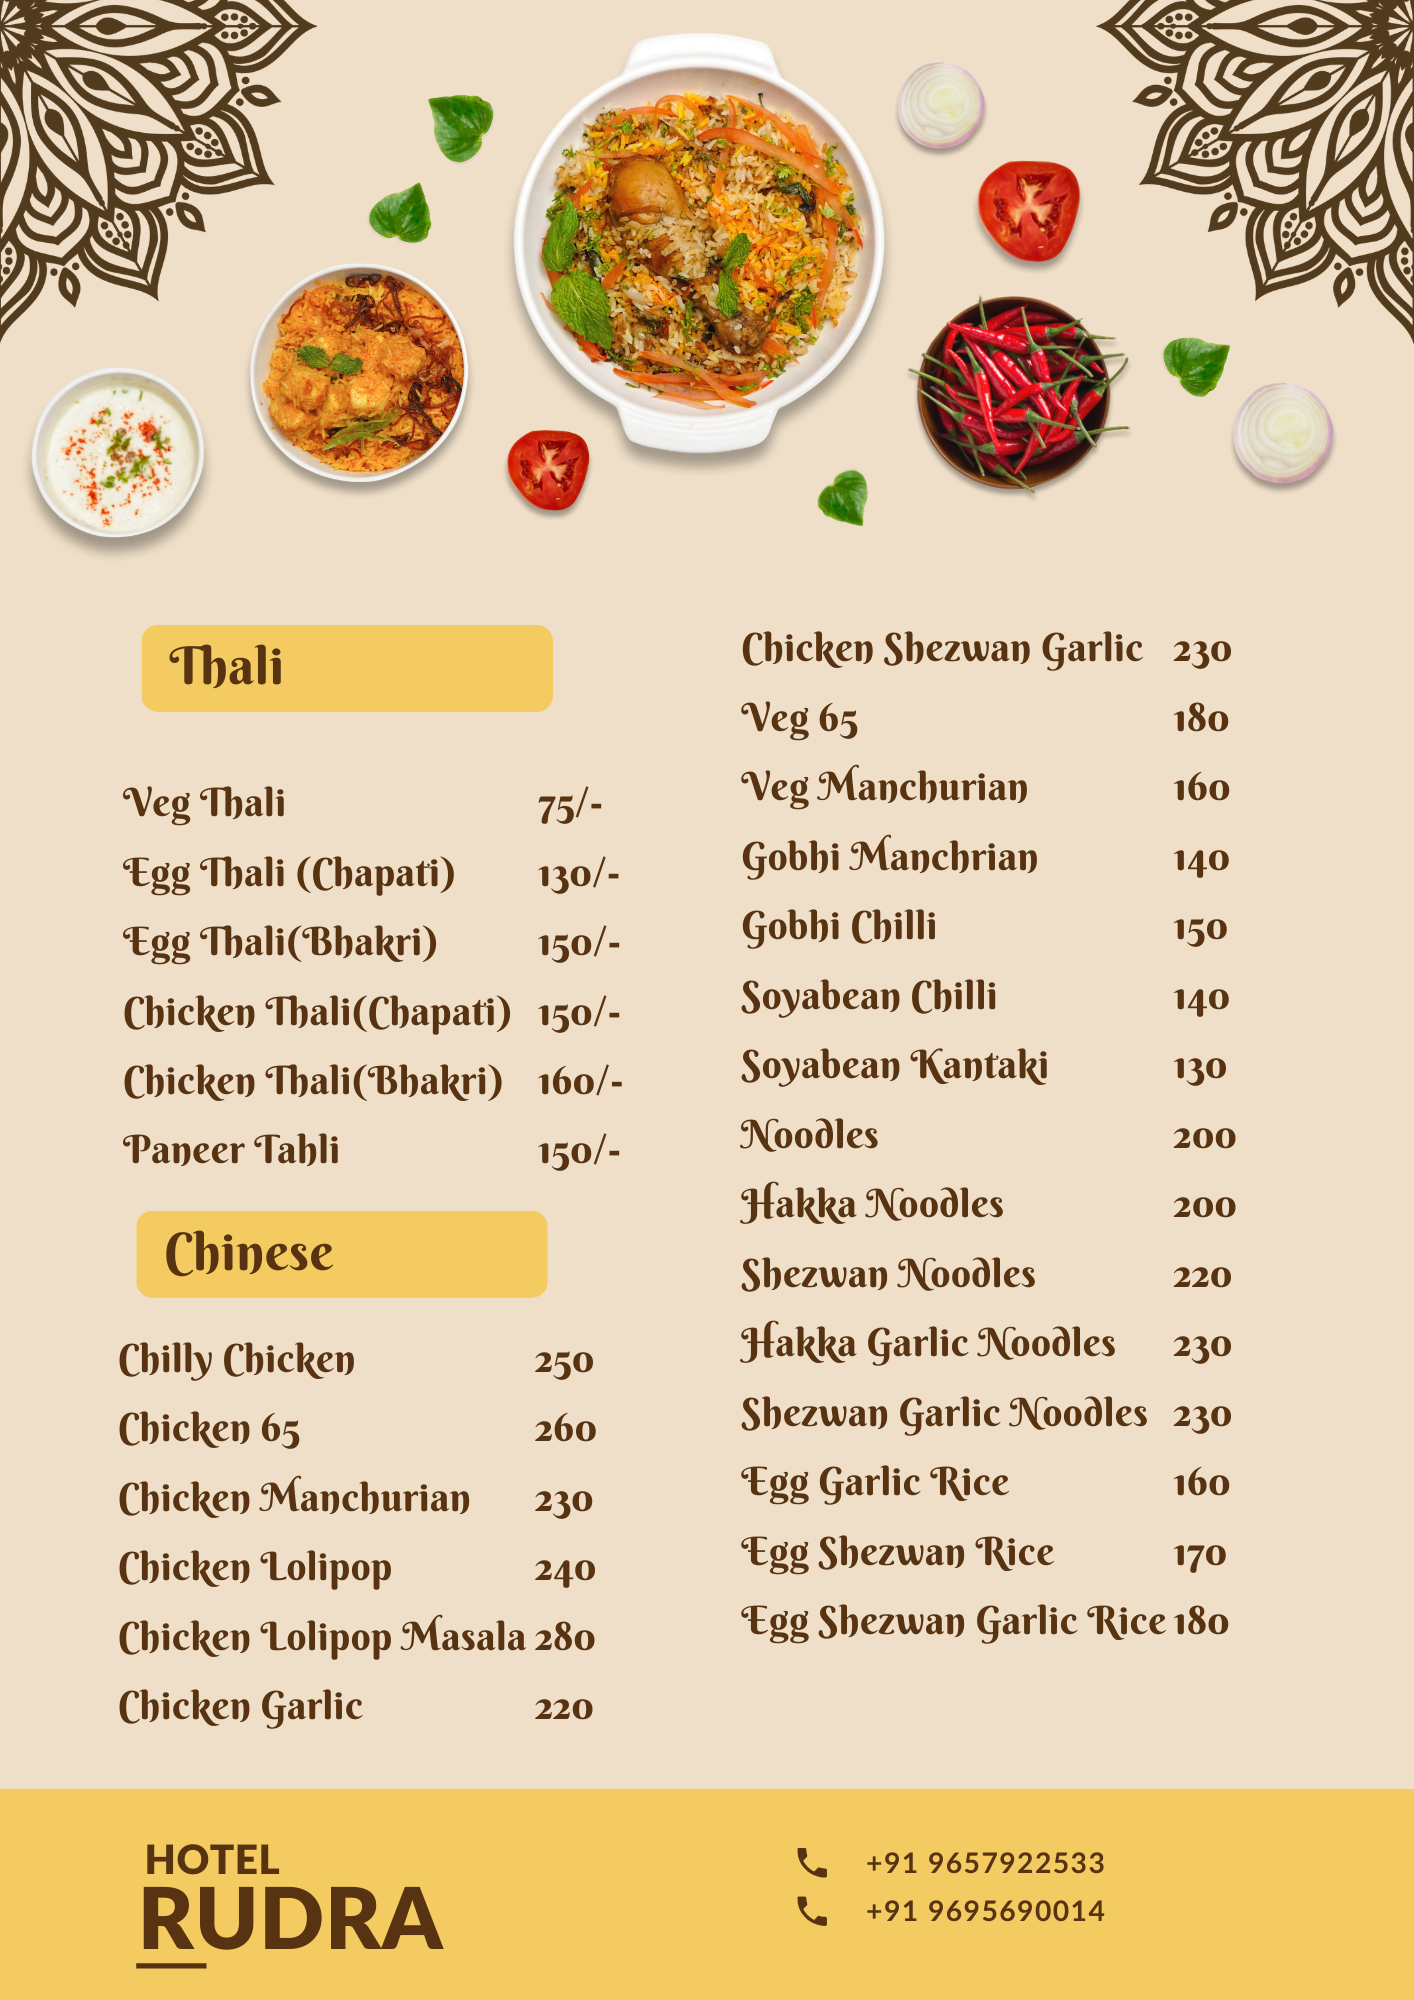 Thali
Veg Thali 75/-
Egg Thali (Chapati) 130/-
Egg Thali(Bhakri) 150/-
Chicken Thali(Chapati) 150/-
Chicken Thali(Bhakri) 160/-
Paneer Tahli 150/-
Chinese
Chilly Chicken 250
Chicken 65 260
Chicken Manchurian 230
Chicken Lolipop 240
Chicken Lolipop Masala 280
Chicken Garlic 220
Chicken Shezwan Garlic 230
Veg 65 180
Veg Manchurian 160
Gobhi Manchrian 140
Gobhi Chilli 150
Soyabean Chilli 140
Soyabean Kantaki 130
Noodles 200
Hakka Noodles 200
Shezwan Noodles 220
Hakka Garlic Noodles 230
Shezwan Garlic Noodles 230
Egg Garlic Rice 160
Egg Shezwan Rice 170
Egg Shezwan Garlic Rice 180
HOTEL
RUDRA
+91 9657922533
+91 9695690014